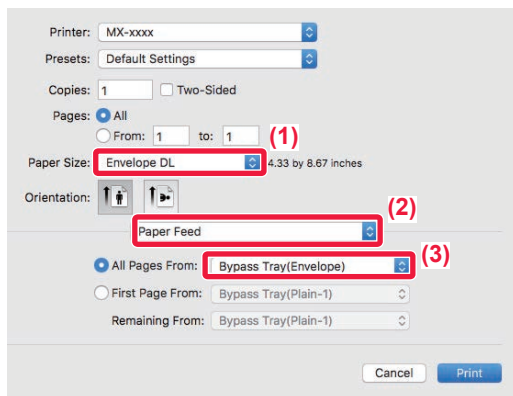 Printer: MX-xxxx
Presets: Default Settings
Copies: 1 Two-Sided
Pages: All
From: 1 to: 1 (1)
Paper Size: Envelope DL 4.33 by 8.67 inches
Orientation:
(2)
Paper Feed
(3)
All Pages From: Bypass Tray(Envelope)
First Page From: Bypass Tray(Plain-1)
Remaining From: Bypass Tray(Plain-1)
Cancel Print